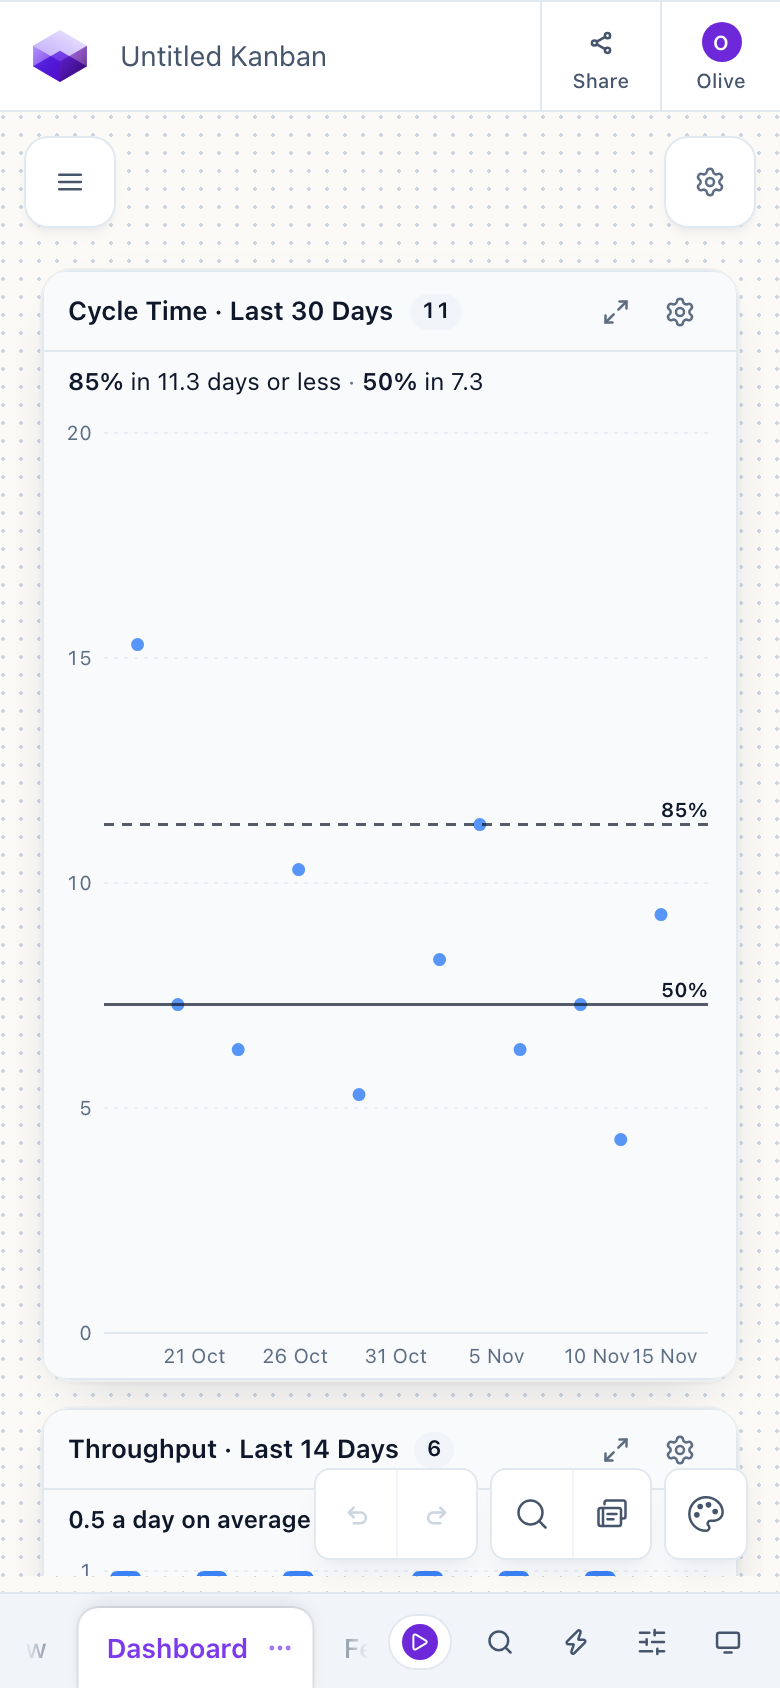 Untitled Kanban
Share
O
Olive
Cycle Time · Last 30 Days 11
85% in 11.3 days or less · 50% in 7.3
20
15
85%
10
50%
5
0
21 Oct 26 Oct 31 Oct 5 Nov 10 Nov 15 Nov
Throughput · Last 14 Days 6
0.5 a day on average
1
w
Dashboard
F